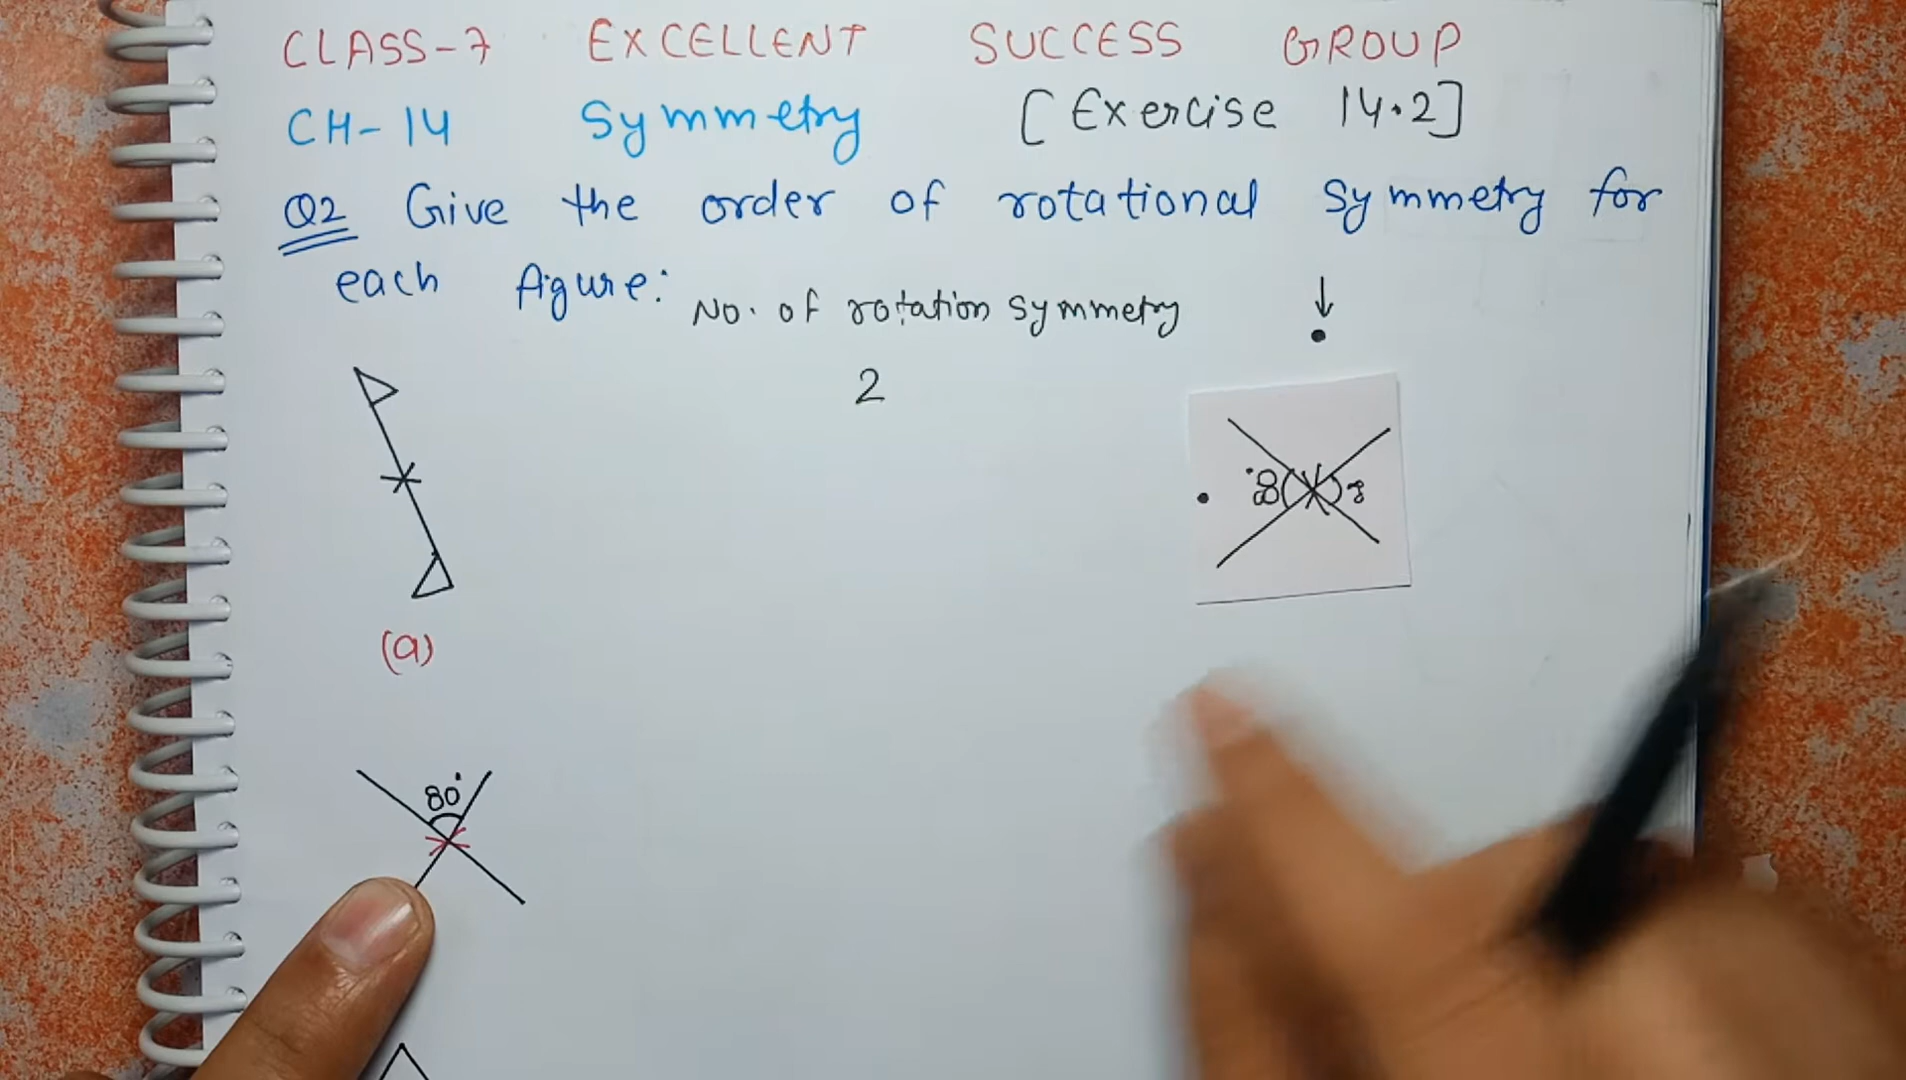 CLASS-7 EXCELLENT SUCCESS GROUP
CH-14 Symmetry [Exercise 14.2]
Q2 Give the order of rotational symmetry for
each figure:
No. of rotation symmetry
2
(a)
80°